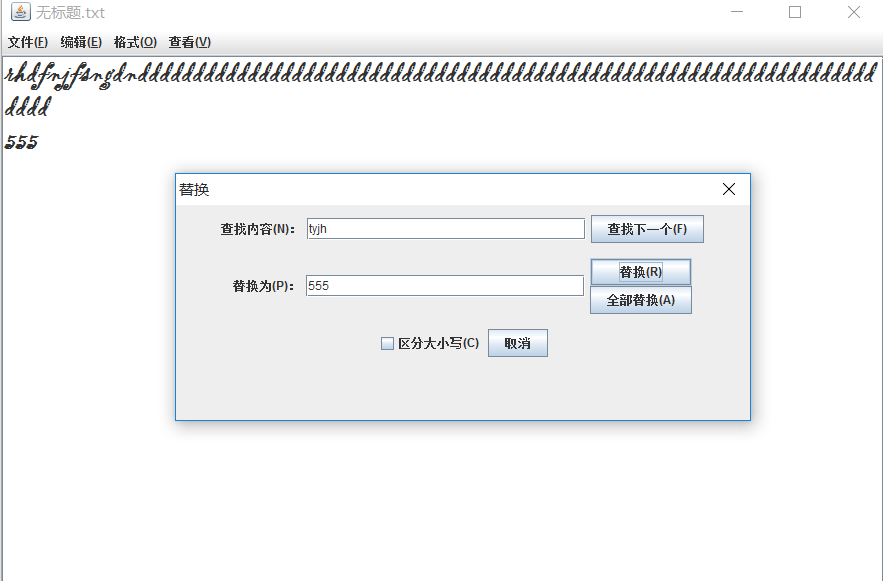 无标题.txt
文件(F) 编辑(E) 格式(O) 查看(V)
rhdfnjfsngdnddddddddddddddddddddddddddddddddddddddddddddddddddddddddddddddddddd
dddd
555
替换
查找内容(N)： tyjh 查找下一个(F)
替换为(P)： 555 替换(R)
全部替换(A)
区分大小写(C) 取消